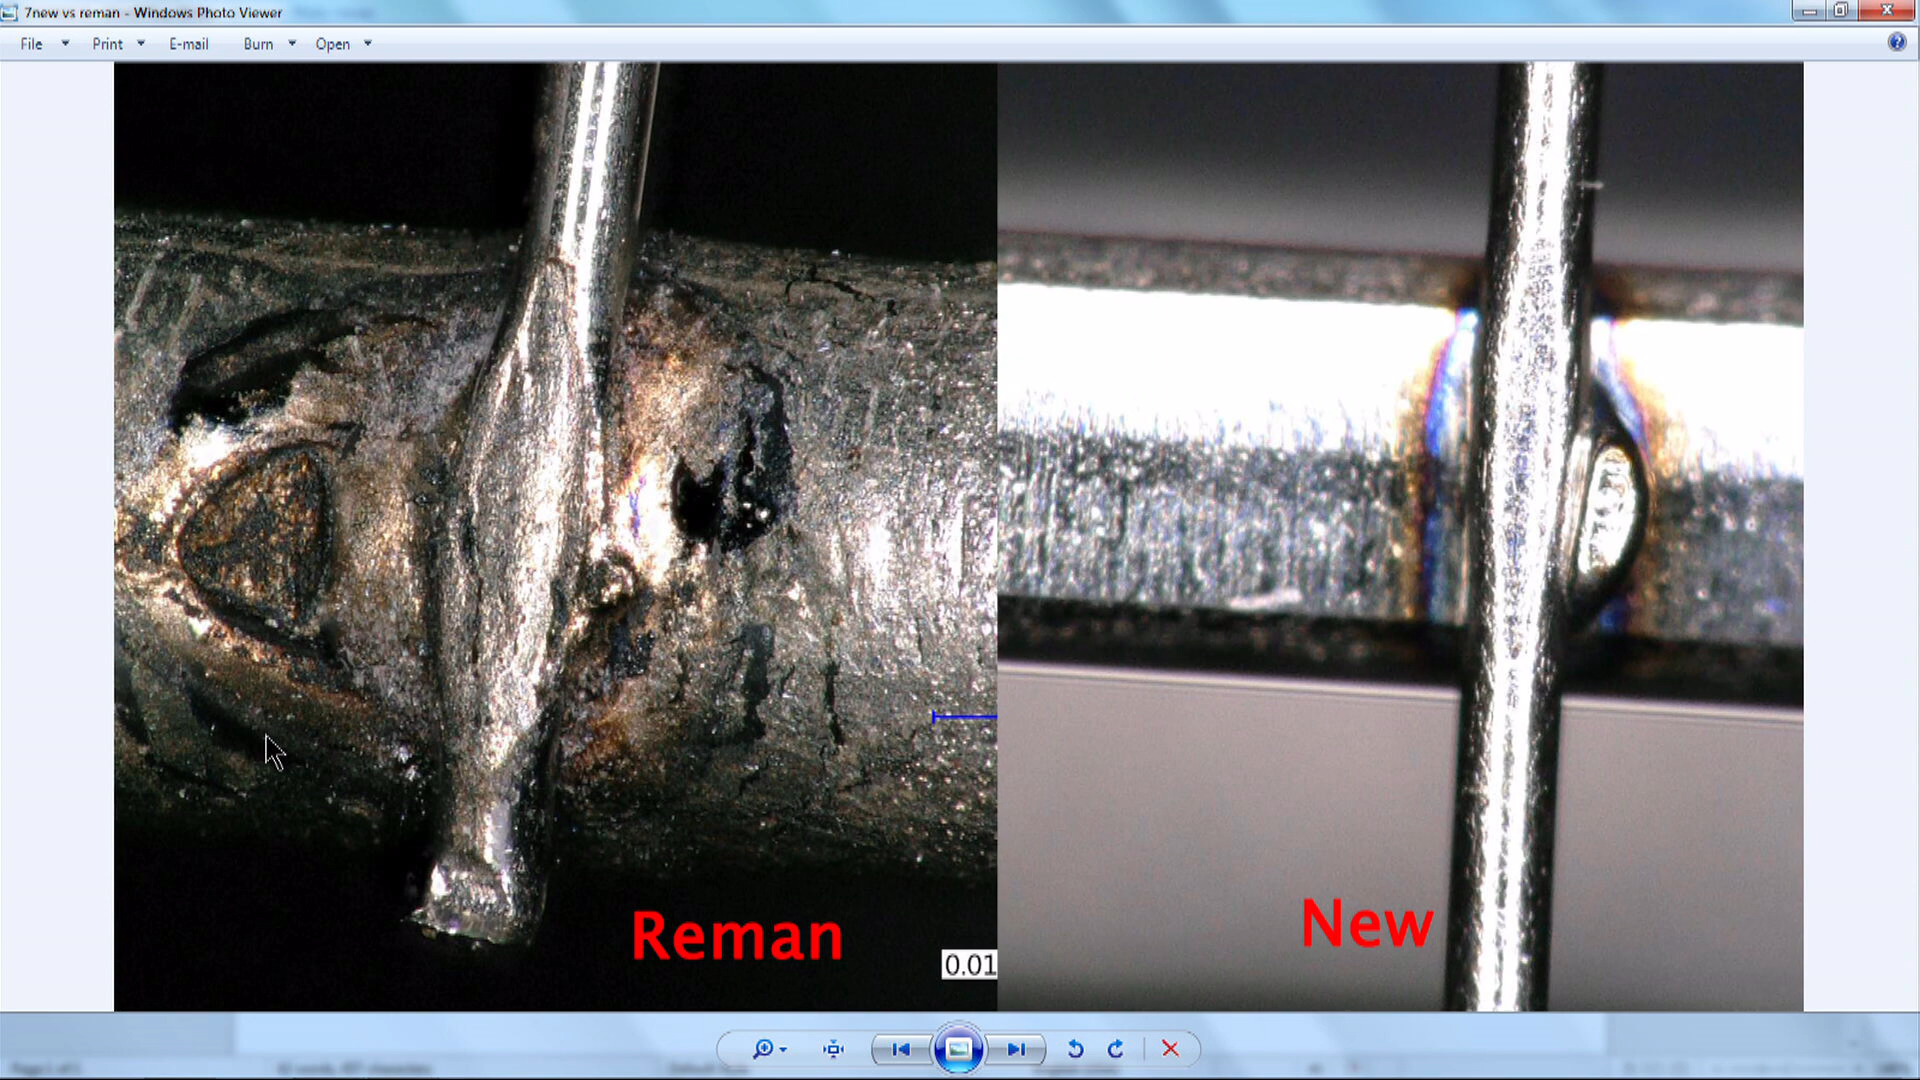 7new vs reman - Windows Photo Viewer
File Print E-mail Burn Open
Reman
0.01
New